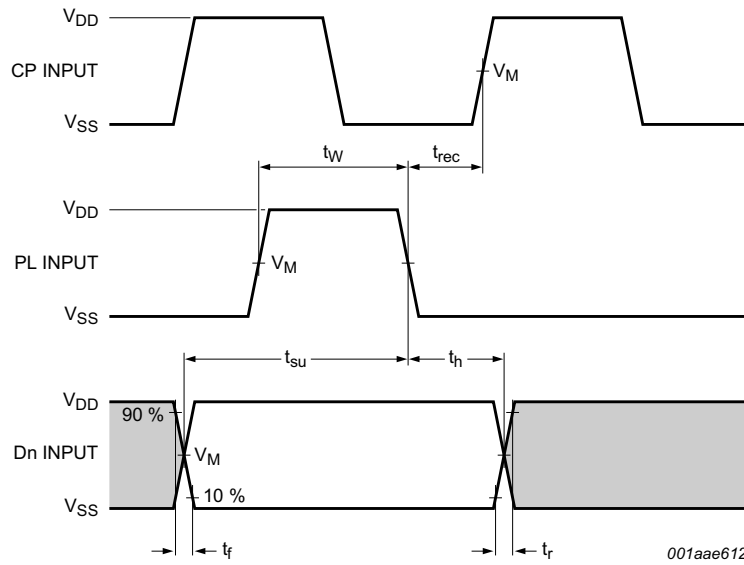 VDD
CP INPUT
VM
VSS
tW
trec
VDD
PL INPUT
VM
VSS
tsu
th
VDD
90 %
Dn INPUT
VM
10 %
VSS
tf
tr
001aae612